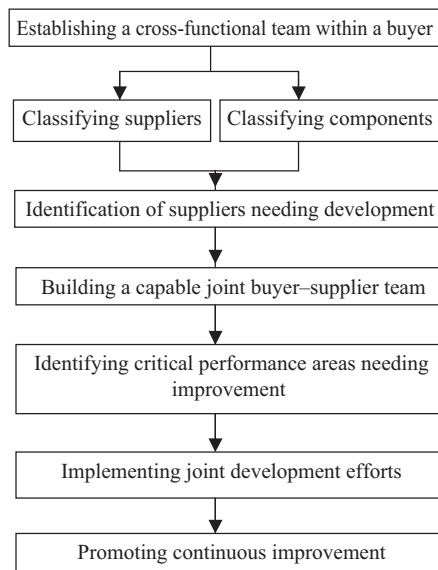 Establishing a cross-functional team within a buyer
Classifying suppliers
Classifying components
Identification of suppliers needing development
Building a capable joint buyer–supplier team
Identifying critical performance areas needing
improvement
Implementing joint development efforts
Promoting continuous improvement